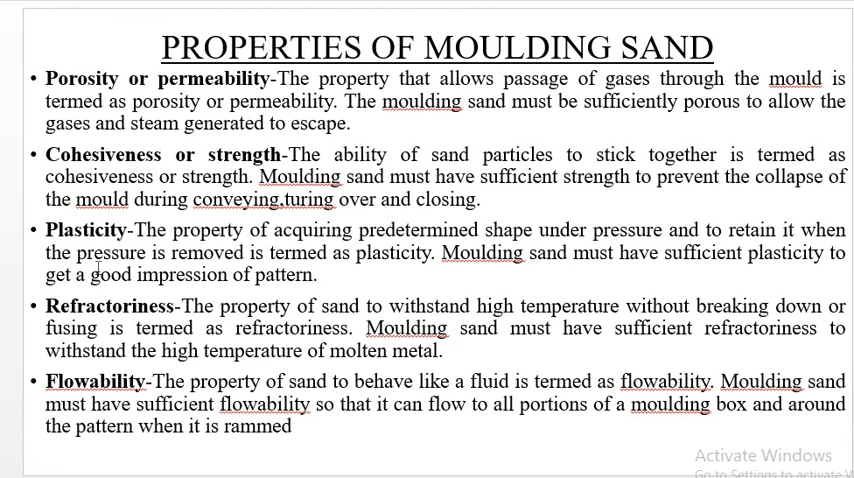 PROPERTIES OF MOULDING SAND
• Porosity or permeability-The property that allows passage of gases through the mould is
termed as porosity or permeability. The moulding sand must be sufficiently porous to allow the
gases and steam generated to escape.
• Cohesiveness or strength-The ability of sand particles to stick together is termed as
cohesiveness or strength. Moulding sand must have sufficient strength to prevent the collapse of
the mould during conveying,turing over and closing.
• Plasticity-The property of acquiring predetermined shape under pressure and to retain it when
the pressure is removed is termed as plasticity. Moulding sand must have sufficient plasticity to
get a good impression of pattern.
• Refractoriness-The property of sand to withstand high temperature without breaking down or
fusing is termed as refractoriness. Moulding sand must have sufficient refractoriness to
withstand the high temperature of molten metal.
• Flowability-The property of sand to behave like a fluid is termed as flowability. Moulding sand
must have sufficient flowability so that it can flow to all portions of a moulding box and around
the pattern when it is rammed
Activate Windows
Go to Settings to activate W